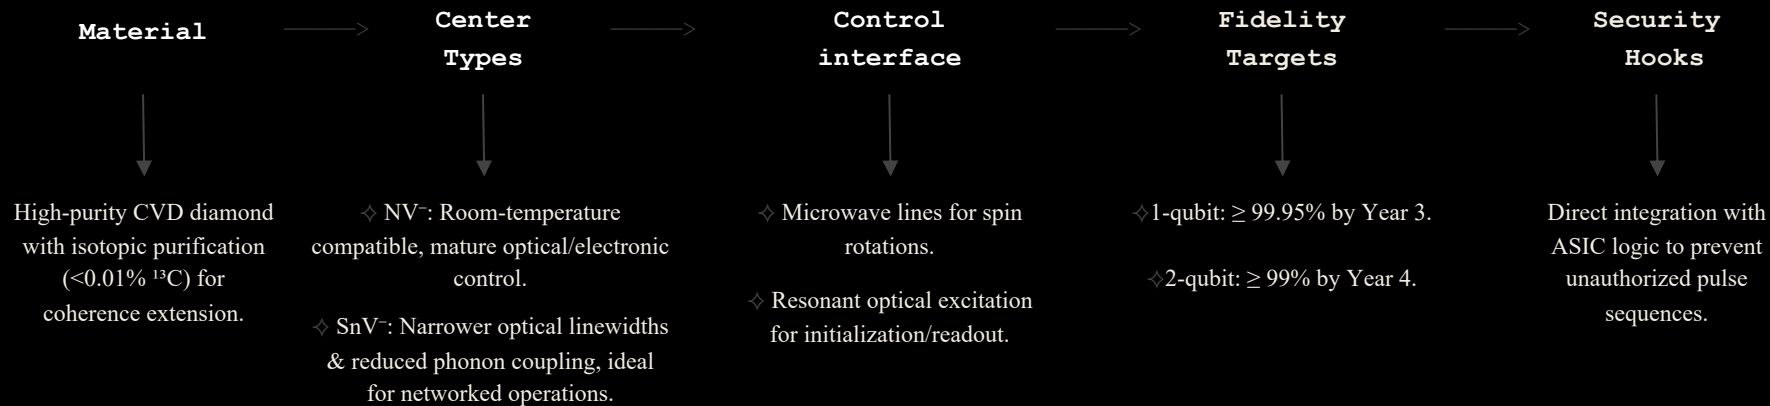 Material
Center
Types
Control
interface
Fidelity
Targets
Security
Hooks
High-purity CVD diamond
with isotopic purification
(<0.01% ¹³C) for
coherence extension.
✧ NV⁻: Room-temperature
compatible, mature optical/electronic
control.
✧ SnV⁻: Narrower optical linewidths
& reduced phonon coupling, ideal
for networked operations.
✧ Microwave lines for spin
rotations.
✧ Resonant optical excitation
for initialization/readout.
✧1-qubit: ≥ 99.95% by Year 3.
✧2-qubit: ≥ 99% by Year 4.
Direct integration with
ASIC logic to prevent
unauthorized pulse
sequences.